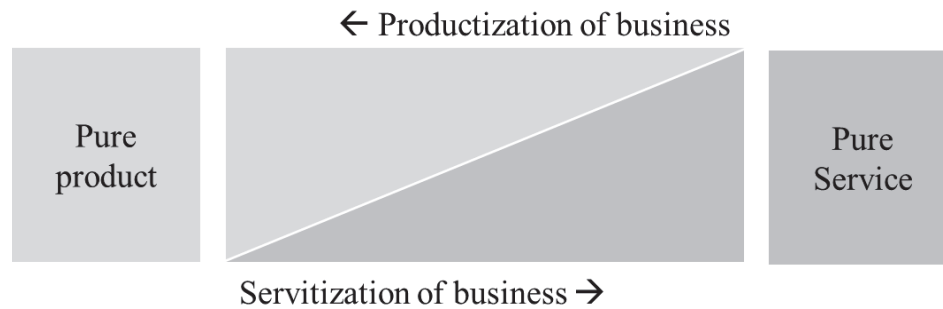 ← Productization of business
Pure
product
Pure
Service
Servitization of business →